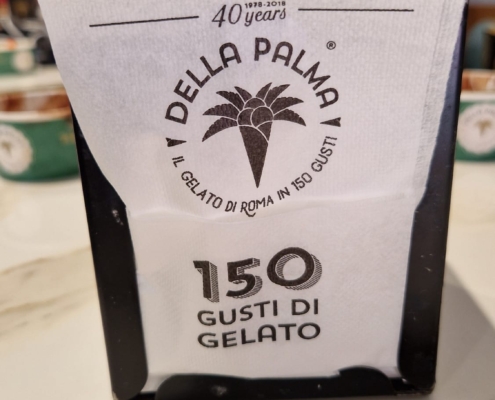 1978-2018
40 years
DELLA PALMA®
IL GELATO DI ROMA IN 150 GUSTI
150
GUSTI DI
GELATO